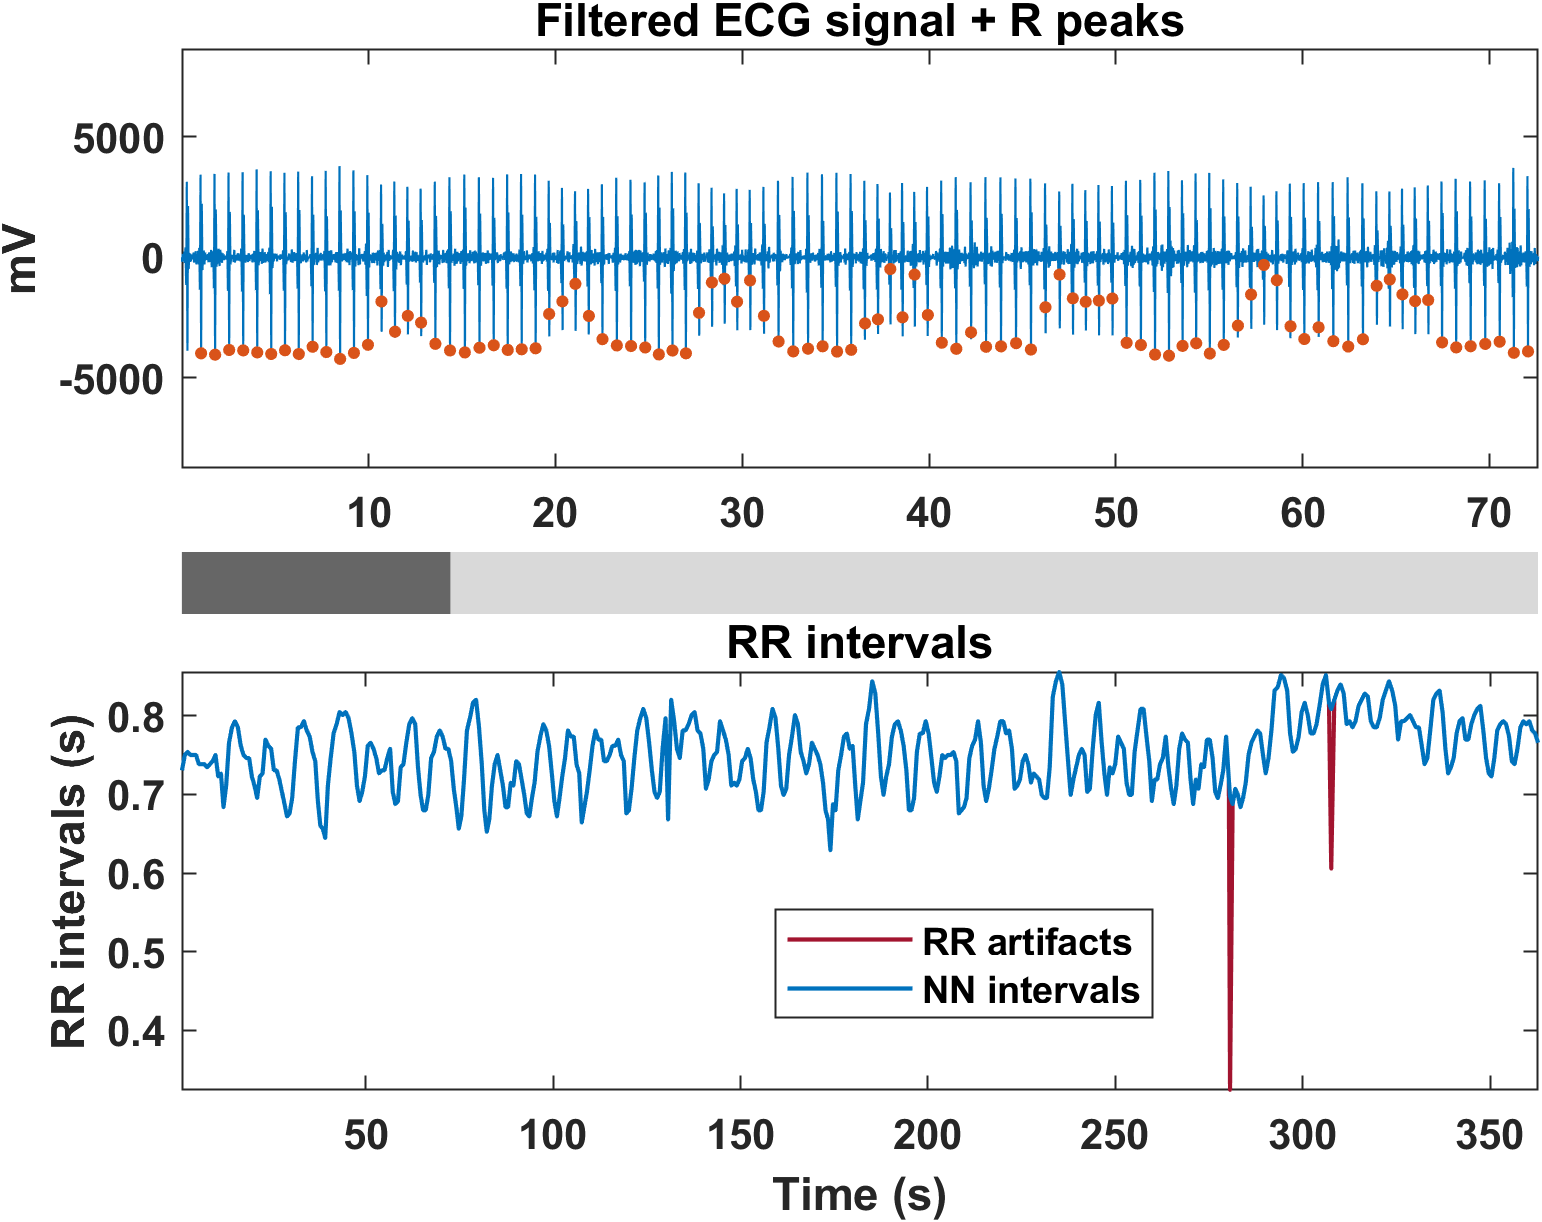 Filtered ECG signal + R peaks
mV
5000
0
-5000
10 20 30 40 50 60 70
RR intervals
RR intervals (s)
0.8
0.7
0.6
0.5
0.4
RR artifacts
NN intervals
50 100 150 200 250 300 350
Time (s)